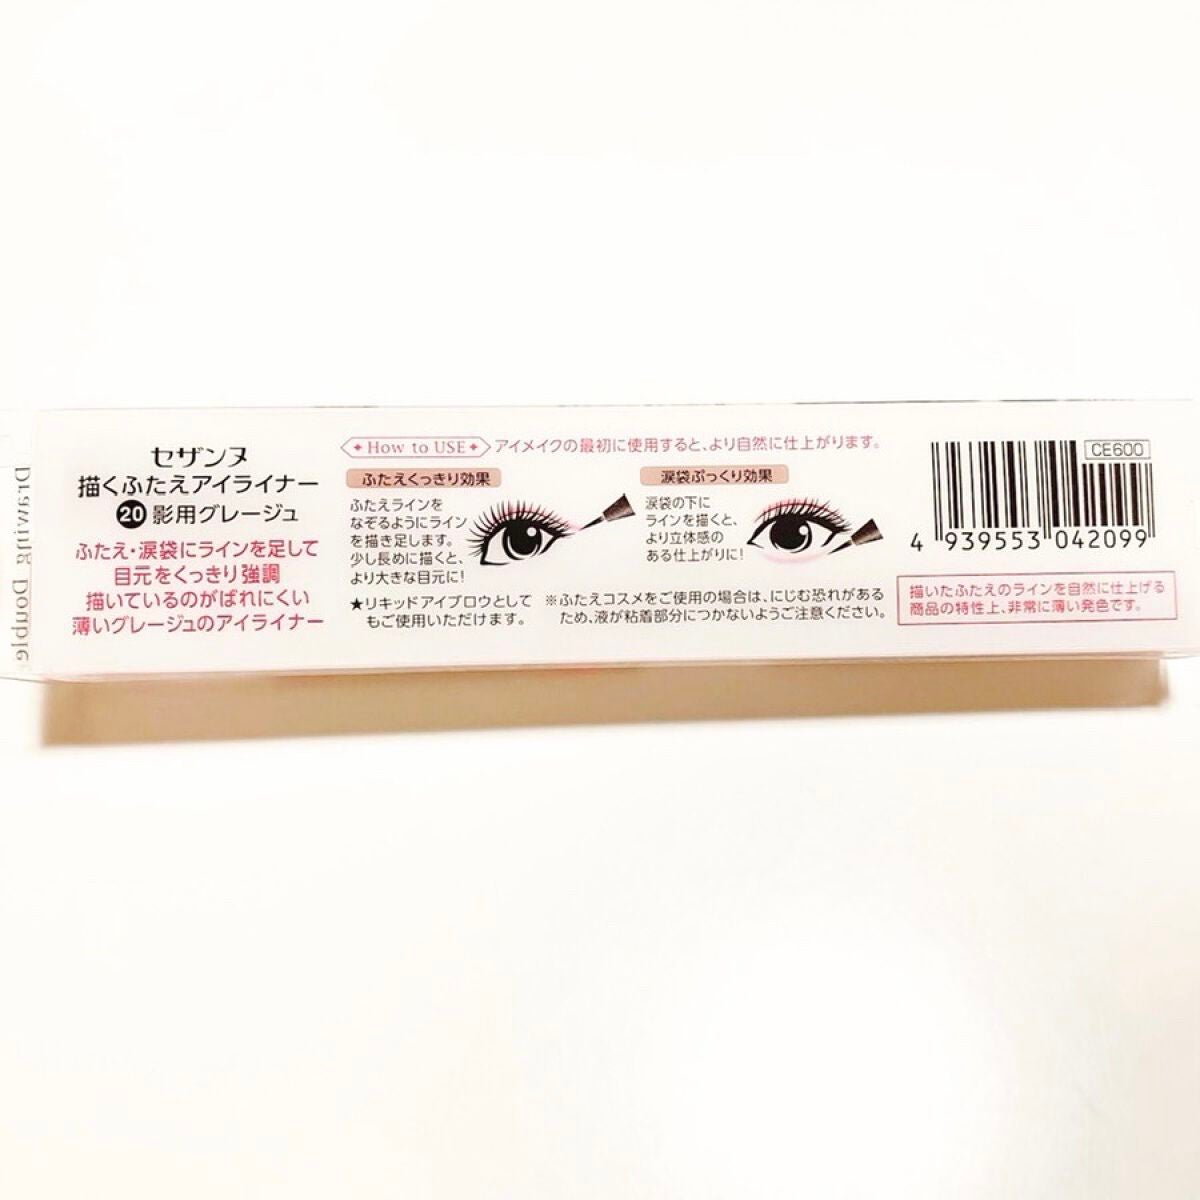 セザンヌ
描くふたえアイライナー
20 影用グレージュ
ふたえ・涙袋にラインを足して
目元をくっきり強調
描いているのがばれにくい
薄いグレージュのアイライナー
How to USE アイメイクの最初に使用すると、より自然に仕上がります。
ふたえくっきり効果
ふたえラインを
なぞるようにライン
を描き足します。
少し長めに描くと、
より大きな目元に!
★リキッドアイブロウとして
もご使用いただけます。
涙袋ぷっくり効果
涙袋の下に
ラインを描くと、
より立体感の
ある仕上がりに!
※ふたえコスメをご使用の場合は、にじむ恐れがある
ため、液が粘着部分につかないようご注意ください。
CE600
4 939553 042099
描いたふたえのラインを自然に仕上げる
商品の特性上、非常に薄い発色です。
Drawing Double